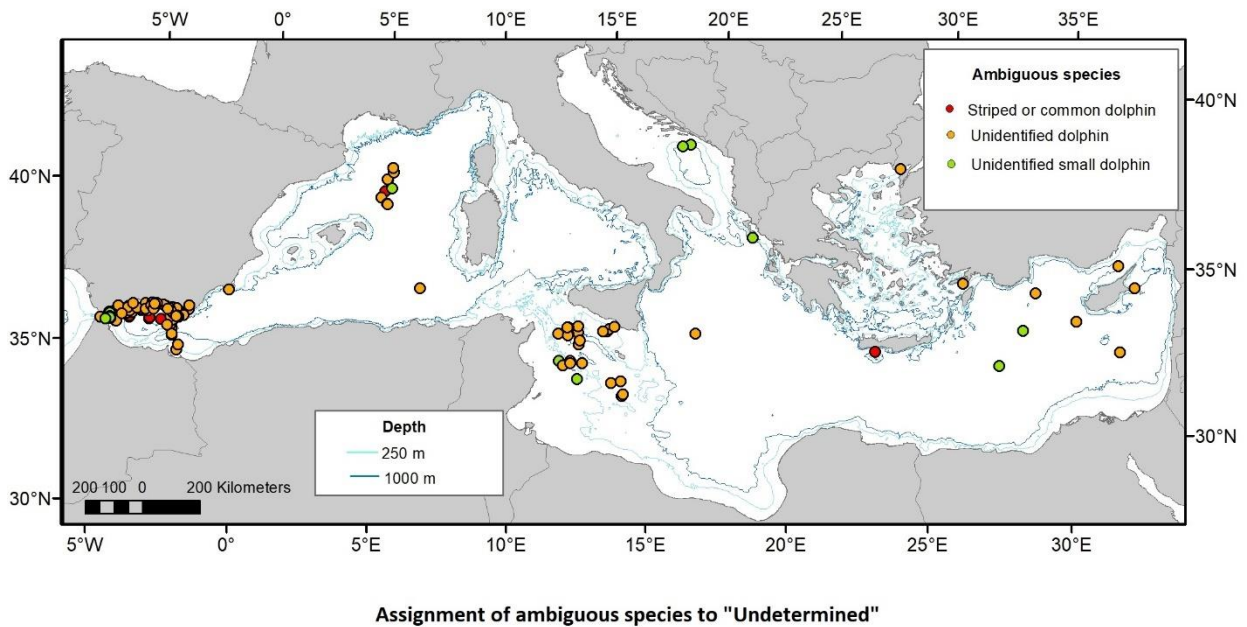 5°W 0° 5°E 10°E 15°E 20°E 25°E 30°E 35°E
Ambiguous species
Striped or common dolphin
Unidentified dolphin
Unidentified small dolphin
40°N 40°N
35°N 35°N
Depth
250 m
1000 m
200 100 0 200 Kilometers
30°N 30°N
5°W 0° 5°E 10°E 15°E 20°E 25°E 30°E
Assignment of ambiguous species to "Undetermined"